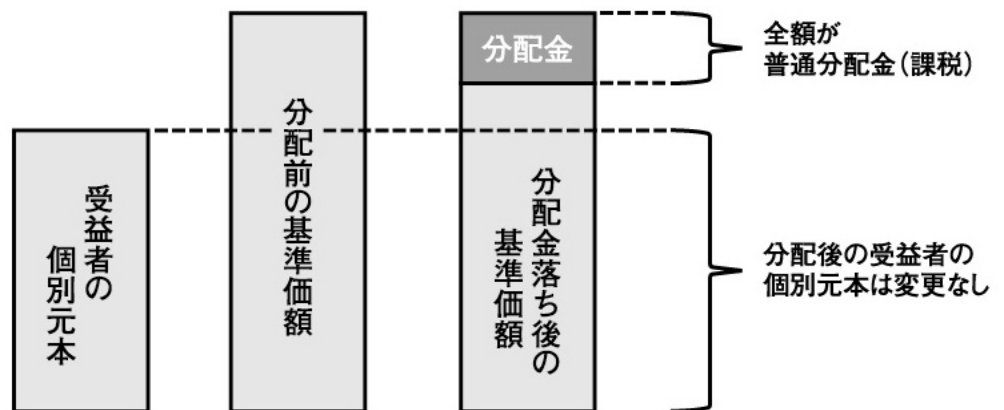 受益者の
個別元本
分配前の基準価額
分配金
分配金落ち後の
基準価額
全額が
普通分配金（課税）
分配後の受益者の
個別元本は変更なし